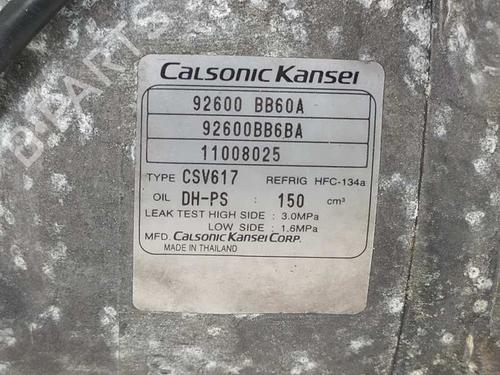 B-PARTS
CALSONIC KANSEI
92600 BB60A
92600BB6BA
11008025
TYPE CSV617 REFRIG HFC-134a
OIL DH-PS : 150 cm³
LEAK TEST HIGH SIDE : 3.0MPa
LOW SIDE : 1.6MPa
MFD. CALSONIC KANSEI CORP.
MADE IN THAILAND